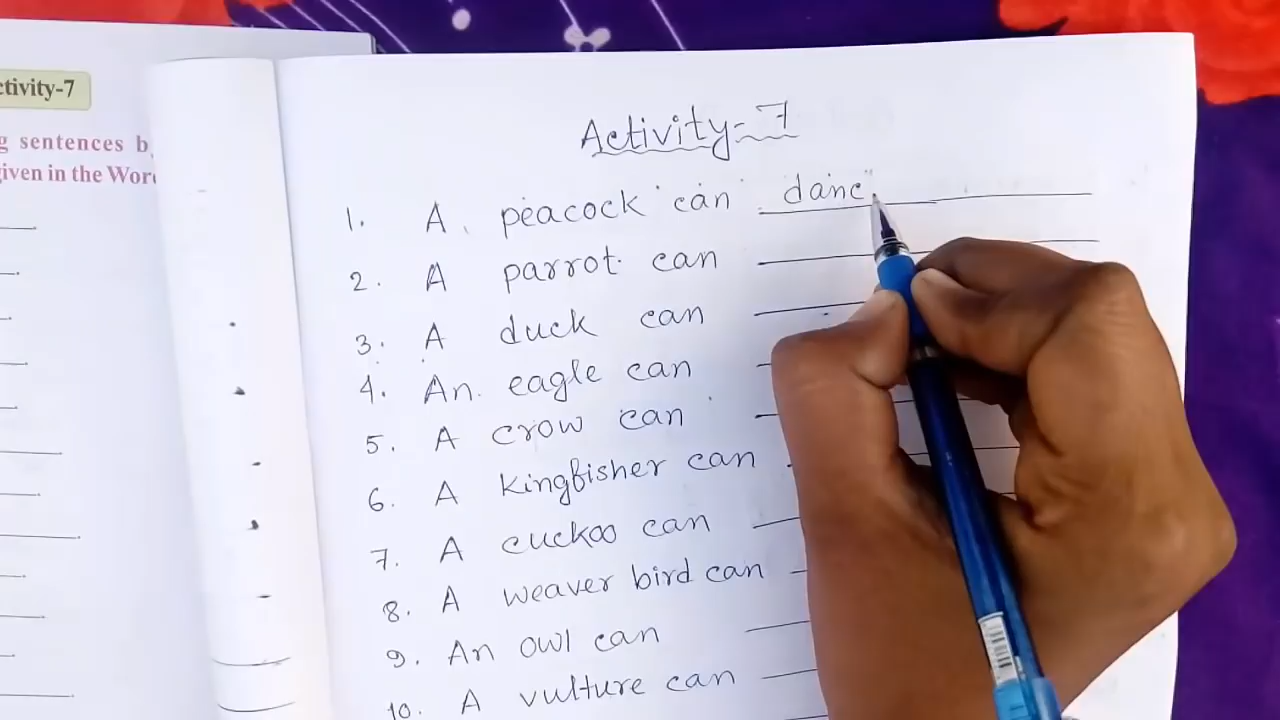 ctivity-7
g sentences b
given in the Wor
Activity-7
1. A peacock can danc
2. A parrot can
3. A duck can
4. An eagle can
5. A crow can
6. A kingfisher can
7. A cuckoo can
8. A weaver bird can
9. An owl can
10. A vulture can